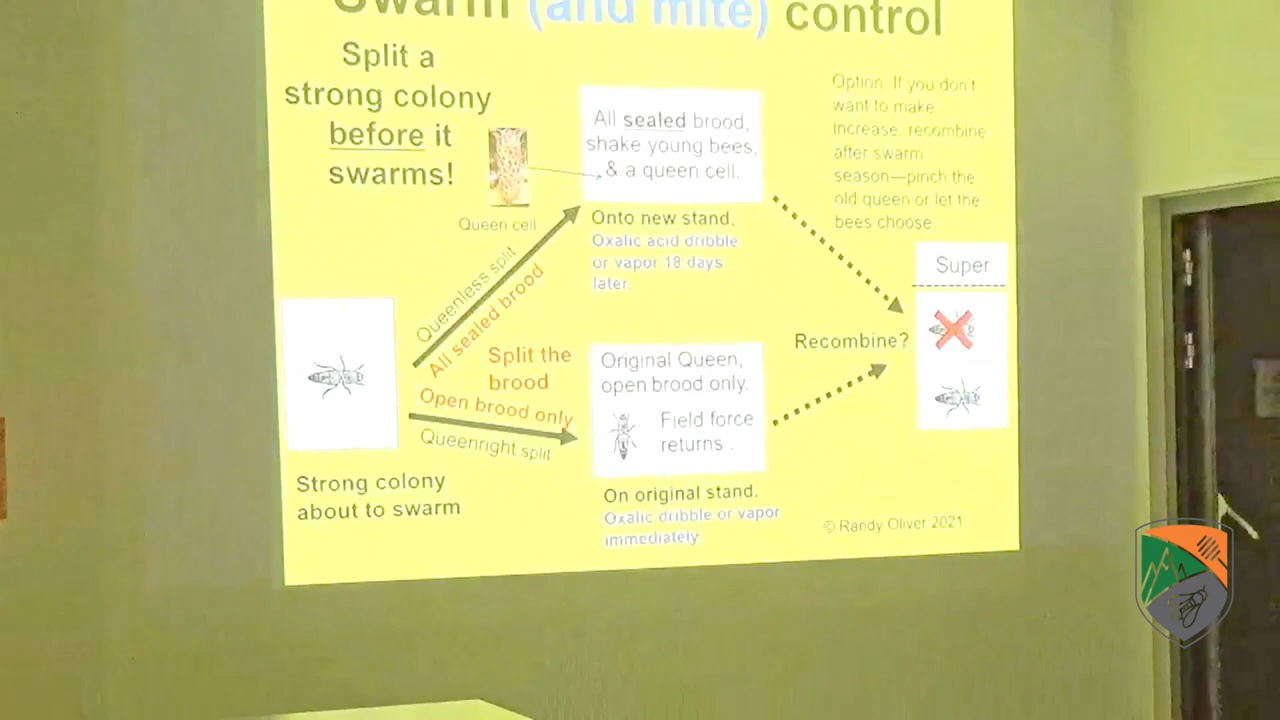 Swarm (and mite) control
Split a
strong colony
before it
swarms!
Queen cell
All sealed brood,
shake young bees,
& a queen cell.
Onto new stand.
Oxalic acid dribble
or vapor 18 days
later.
Option. If you don't
want to make
increase, recombine
after swarm
season—pinch the
old queen or let the
bees choose.
Queenless split
All sealed brood
Split the
brood
Open brood only
Queenright split
Strong colony
about to swarm
Original Queen,
open brood only.
Field force
returns .
On original stand.
Oxalic dribble or vapor
immediately
Recombine?
Super
© Randy Oliver 2021